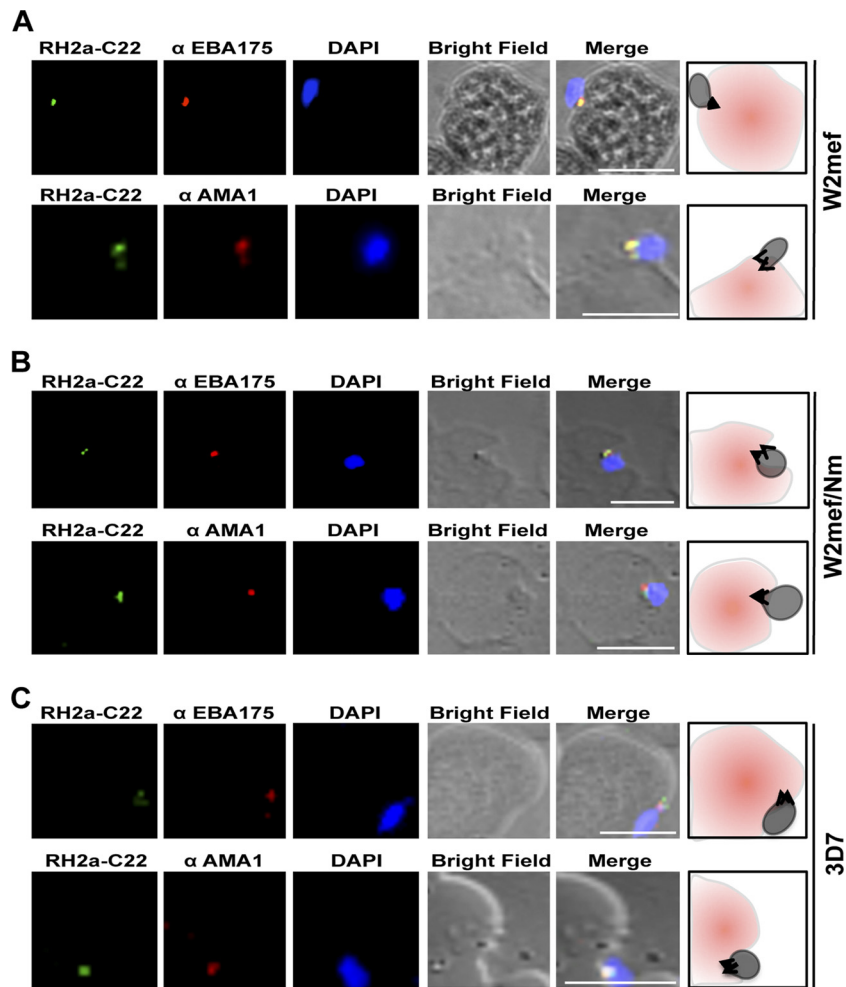 A
RH2a-C22 α EBA175 DAPI Bright Field Merge
RH2a-C22 α AMA1 DAPI Bright Field Merge
W2mef
B
RH2a-C22 α EBA175 DAPI Bright Field Merge
RH2a-C22 α AMA1 DAPI Bright Field Merge
W2mef/Nm
C
RH2a-C22 α EBA175 DAPI Bright Field Merge
RH2a-C22 α AMA1 DAPI Bright Field Merge
3D7